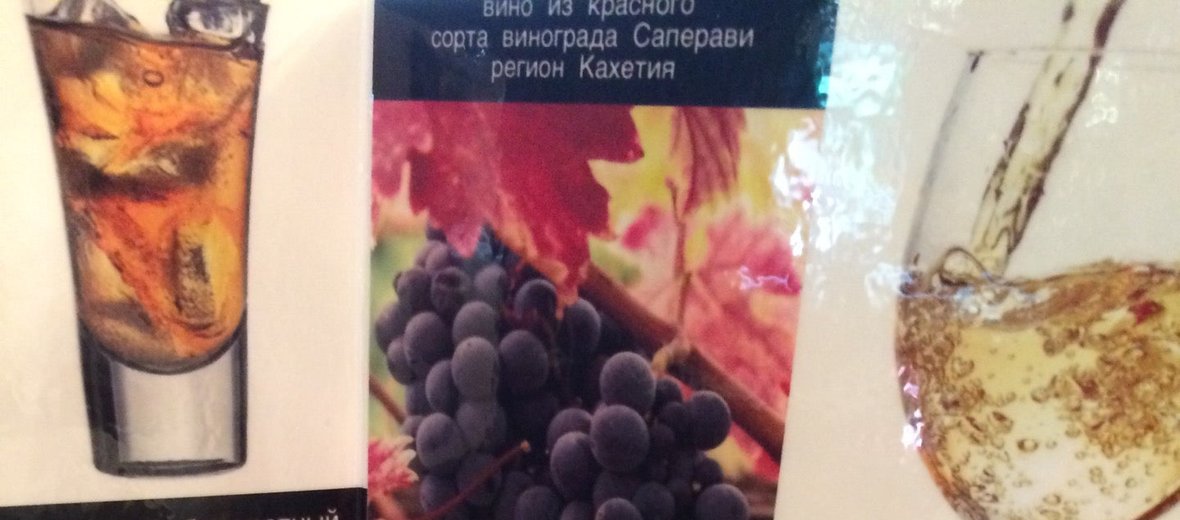 вино из красного
сорта винограда Саперави
регион Кахетия